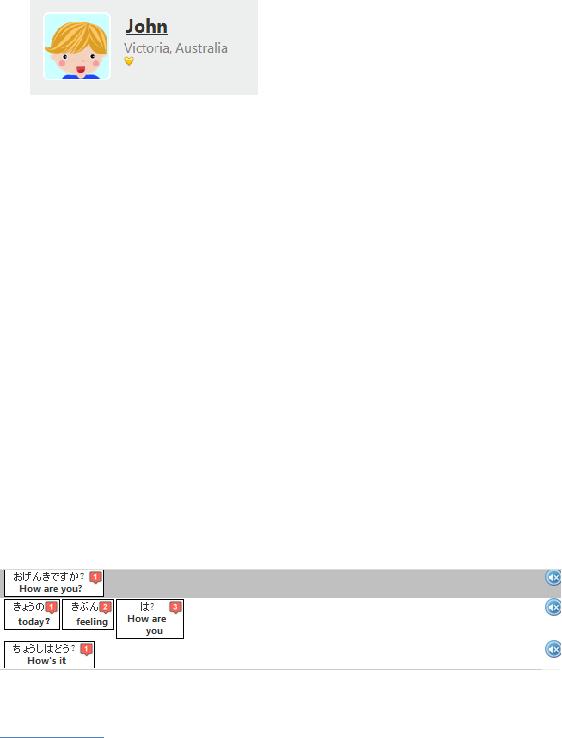 John
Victoria, Australia
おげんきですか? 1
How are you?
きょうの 1 きぶん 2 は? 3
today? feeling How are
you
ちょうしはどう? 1
How's it